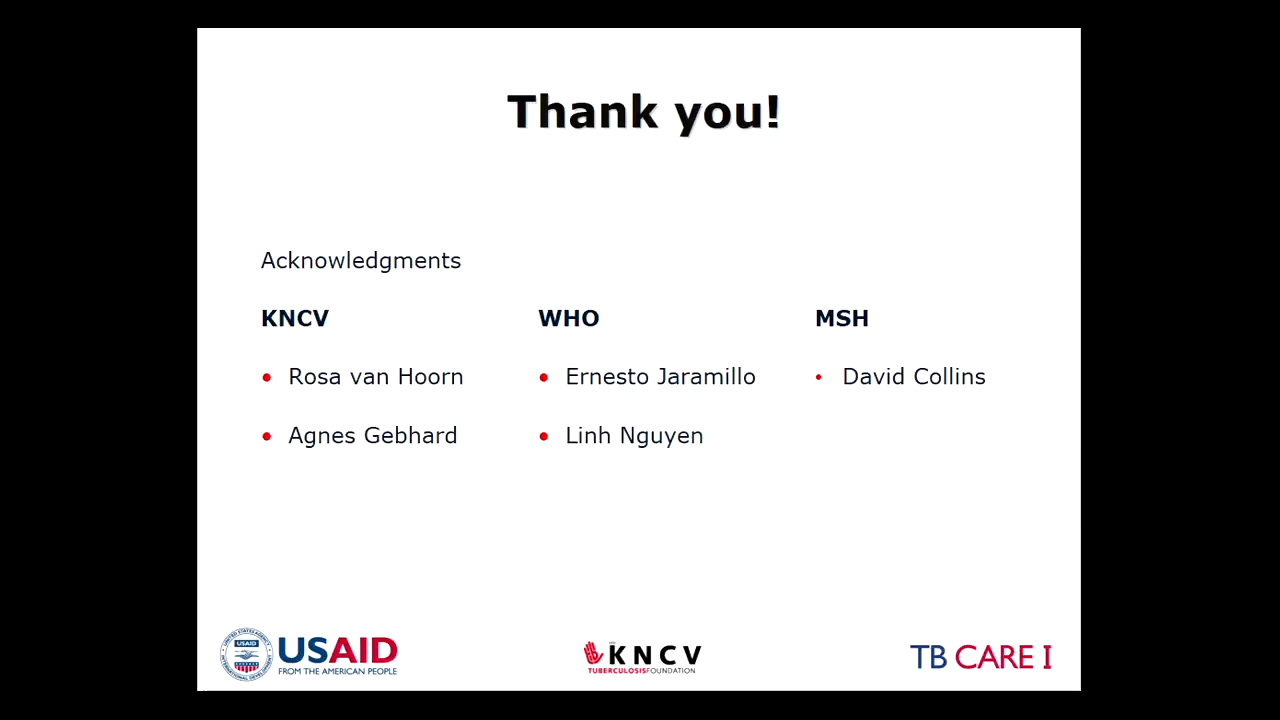 Thank you!
Acknowledgments
KNCV
Rosa van Hoorn
Agnes Gebhard
WHO
Ernesto Jaramillo
Linh Nguyen
MSH
David Collins
USAID
USAID
FROM THE AMERICAN PEOPLE
KNCV
TUBERCULOSISFOUNDATION
TB CARE I